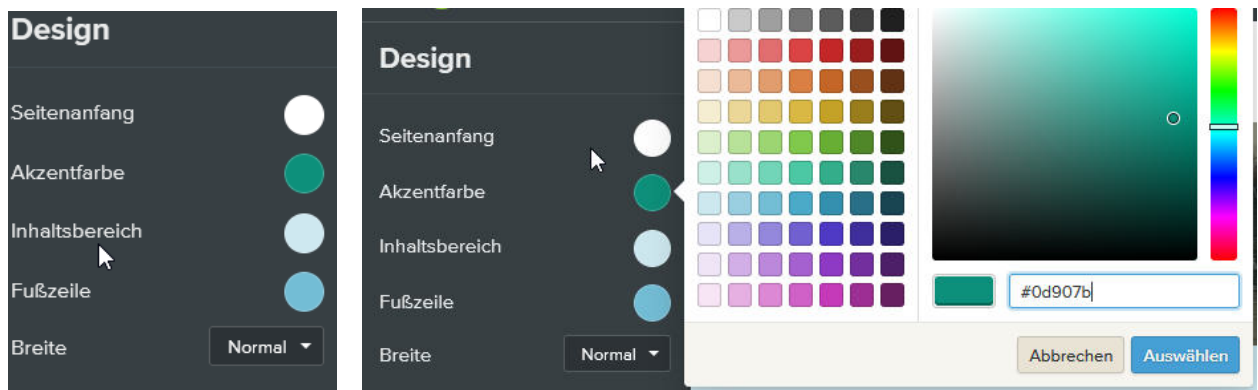 Design
Seitenanfang
Akzentfarbe
Inhaltsbereich
Fußzeile
Breite Normal
Design
Seitenanfang
Akzentfarbe
Inhaltsbereich
Fußzeile
Breite Normal
#0d907b
Abbrechen Auswählen